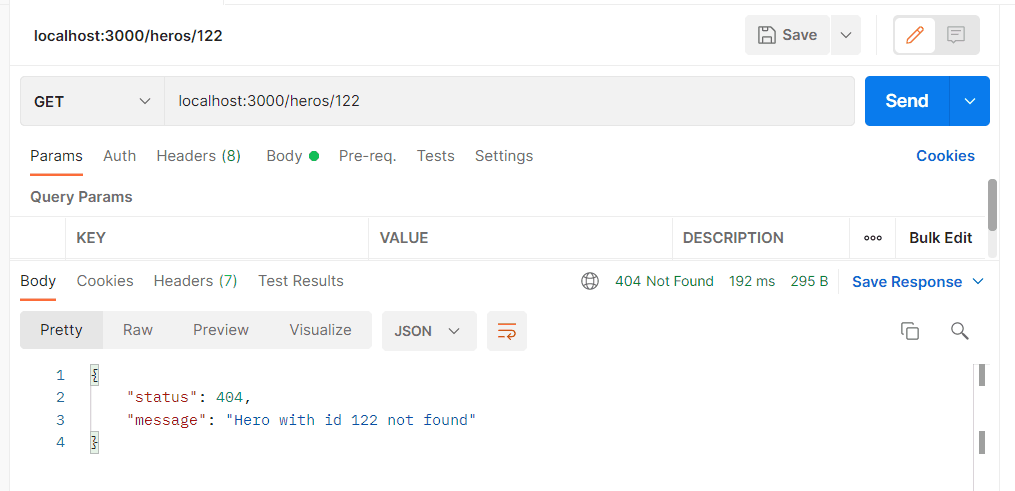 localhost:3000/heros/122
Save
GET
localhost:3000/heros/122
Send
Params Auth Headers (8) Body Pre-req. Tests Settings
Cookies
Query Params
KEY VALUE DESCRIPTION ooo Bulk Edit
Body Cookies Headers (7) Test Results
404 Not Found 192 ms 295 B Save Response
Pretty Raw Preview Visualize JSON
1 {
2 "status": 404,
3 "message": "Hero with id 122 not found"
4 }